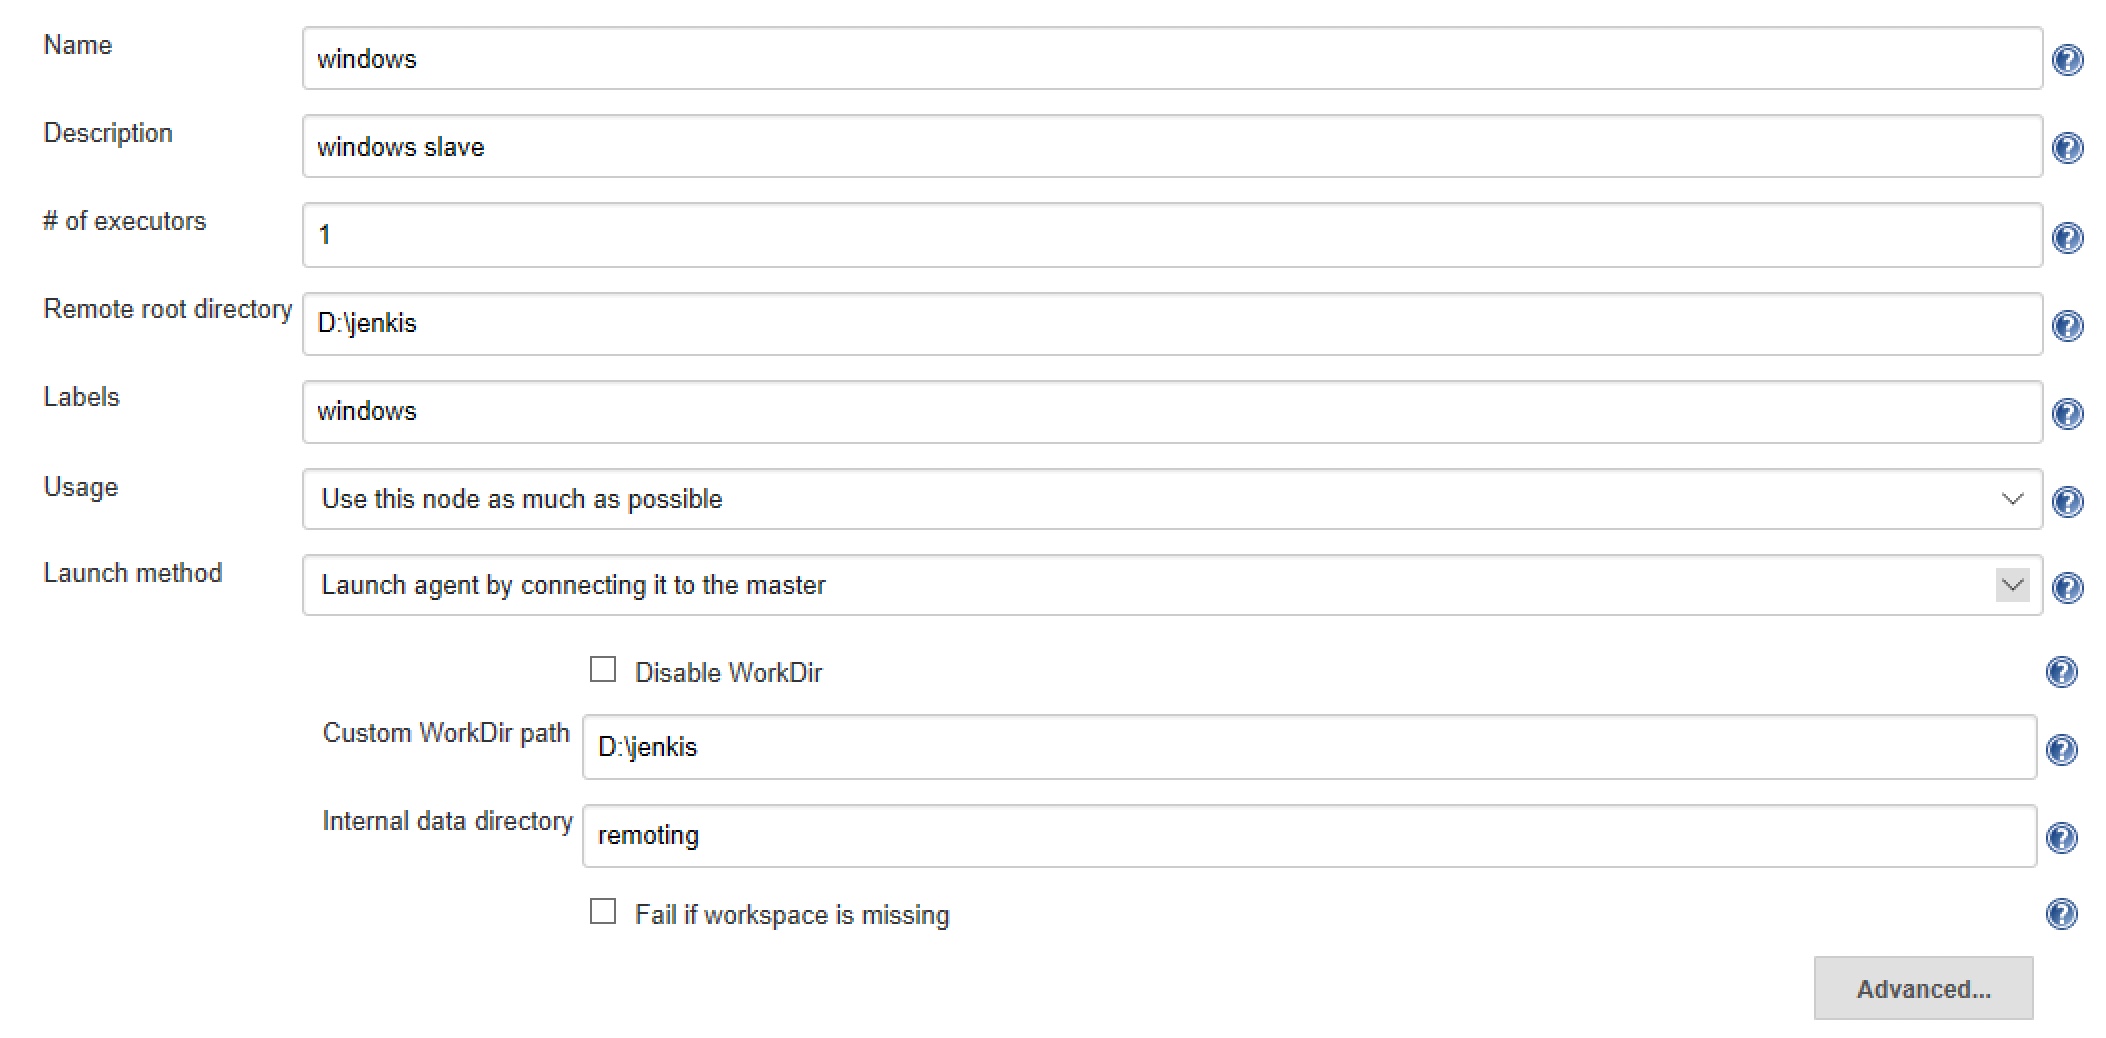 Name windows
Description windows slave
# of executors 1
Remote root directory D:\jenkis
Labels windows
Usage Use this node as much as possible
Launch method Launch agent by connecting it to the master
Disable WorkDir
Custom WorkDir path D:\jenkis
Internal data directory remoting
Fail if workspace is missing
Advanced...